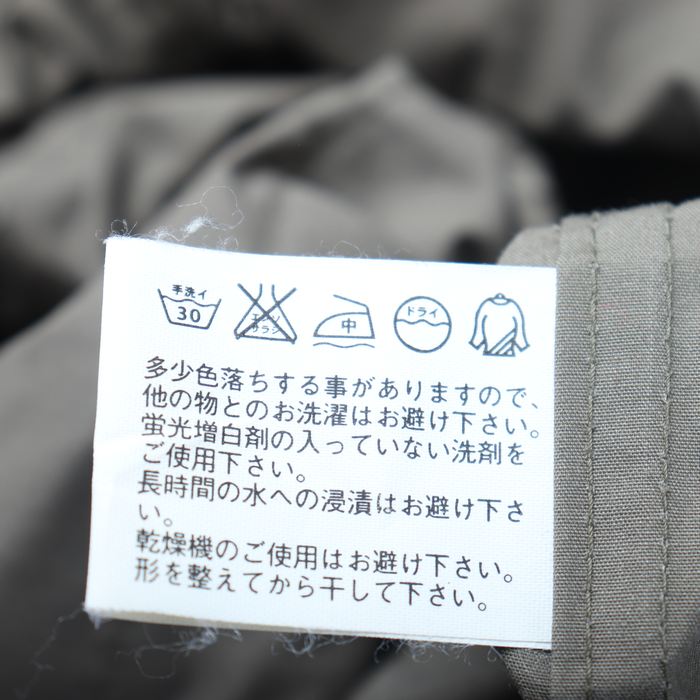 手洗イ 30 エンソ サラシ 中 ドライ
多少色落ちする事がありますので、
他の物とのお洗濯はお避け下さい。
蛍光増白剤の入っていない洗剤を
ご使用下さい。
長時間の水への浸漬はお避け下さ
い。
乾燥機のご使用はお避け下さい。
形を整えてから干して下さい。